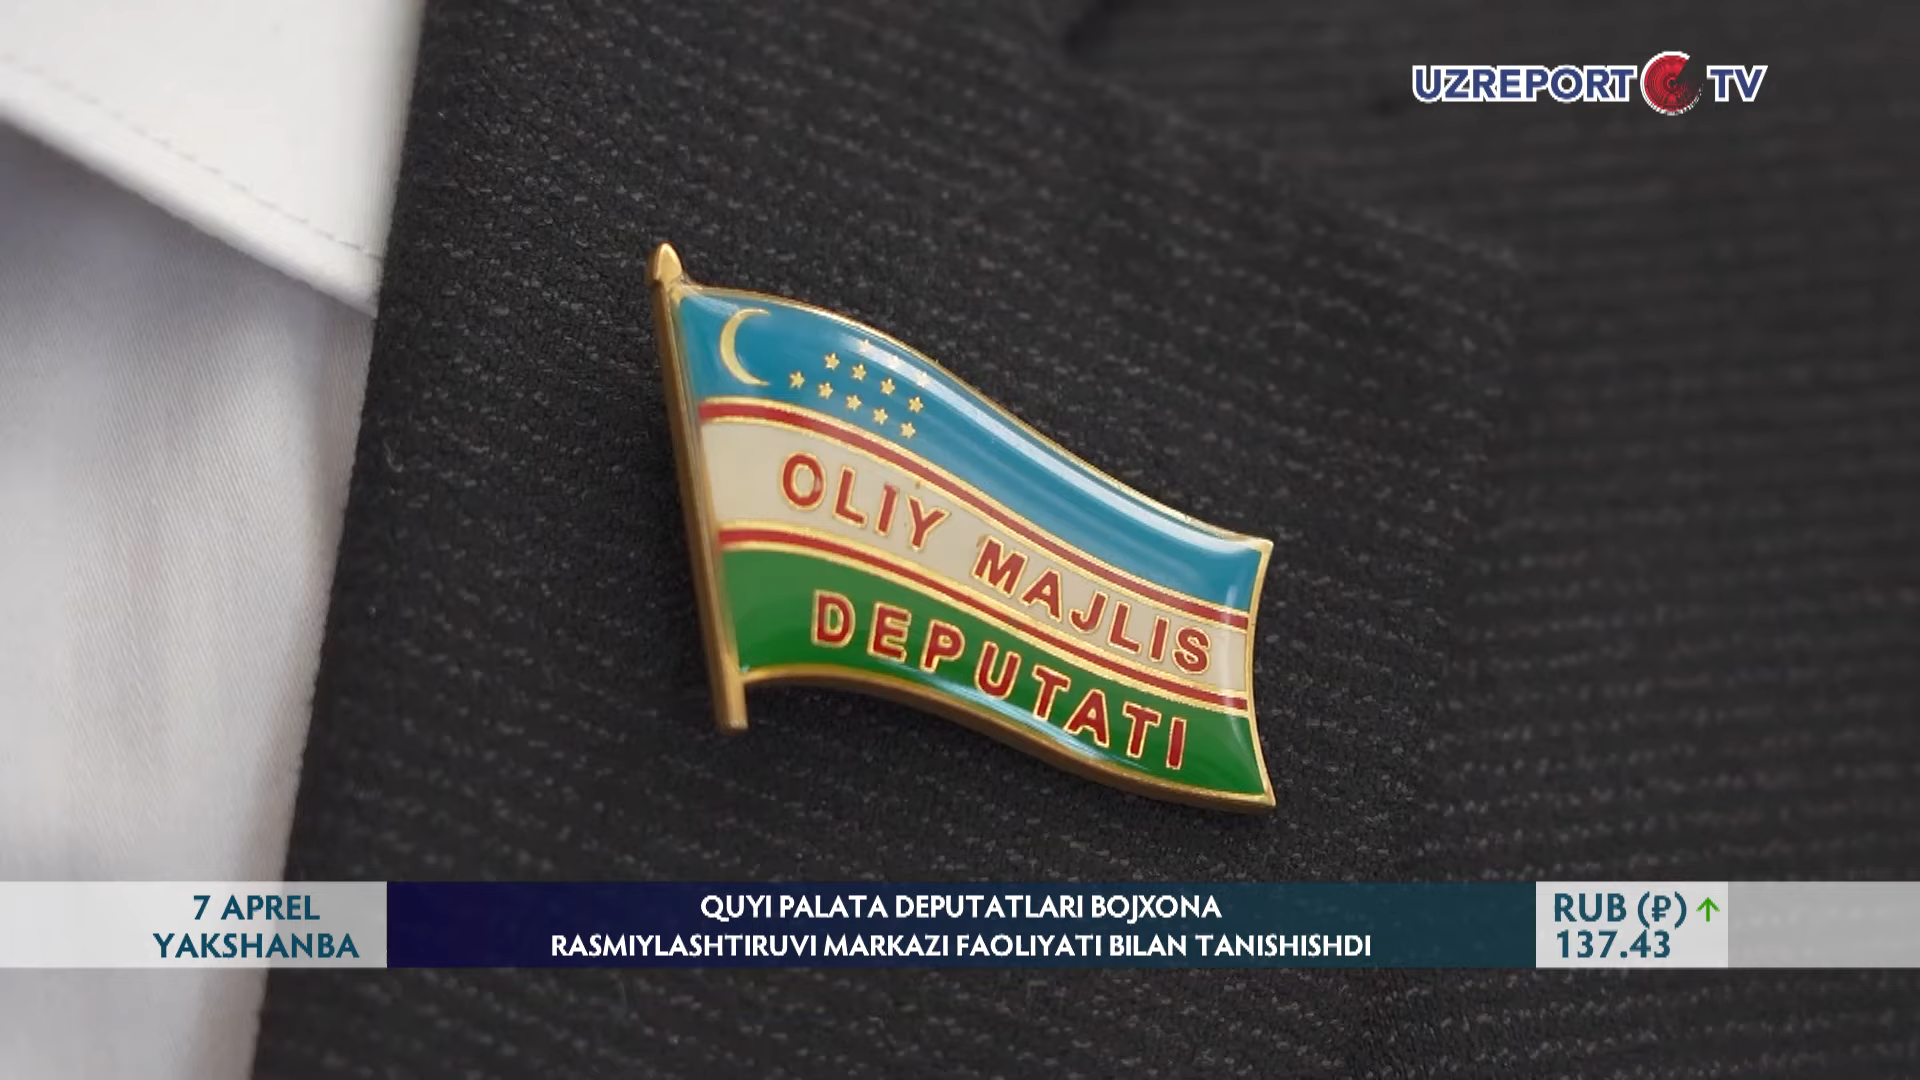 UZREPORT TV
OLIY MAJLIS
DEPUTATI
7 APREL
YAKSHANBA
QUYI PALATA DEPUTATLARI BOJXONA
RASMIYLASHTIRUVI MARKAZI FAOLIYATI BILAN TANISHISHDI
RUB (₽) ↑
137.43